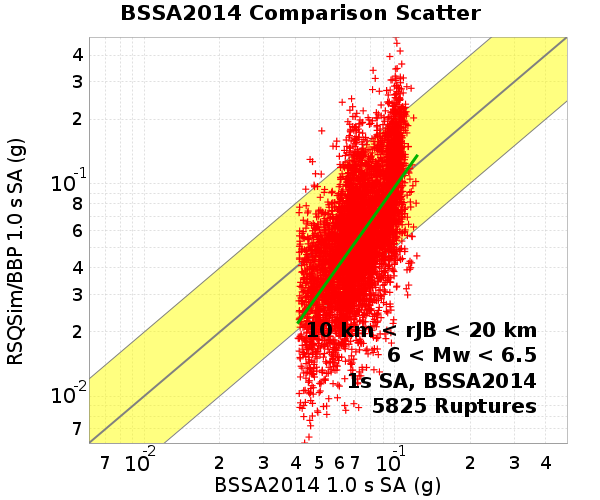 BSSA2014 Comparison Scatter
RSQSim/BBP 1.0 s SA (g)
4
3
2
10-1
8
6
4
3
2
10-2
7
10 km < rJB < 20 km
6 < Mw < 6.5
1s SA, BSSA2014
5825 Ruptures
7 10-2 2 3 4 5 6 7 10-1 2 3 4
BSSA2014 1.0 s SA (g)